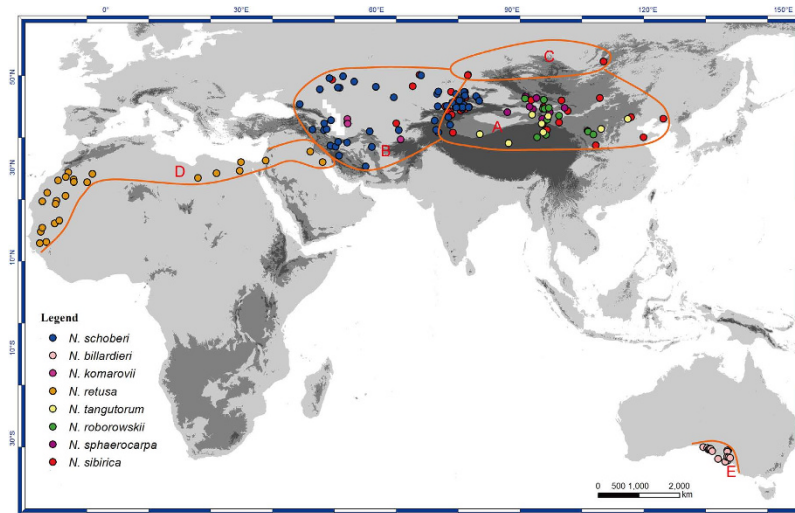 0° 30°E 60°E 90°E 120°E 150°E
50°N
30°N
10°N
10°S
30°S
C
A
B
D
E
Legend
N. schoberi
N. billardieri
N. komarovii
N. retusa
N. tangutorum
N. roborowskii
N. sphaerocarpa
N. sibirica
0 500 1,000 2,000
km